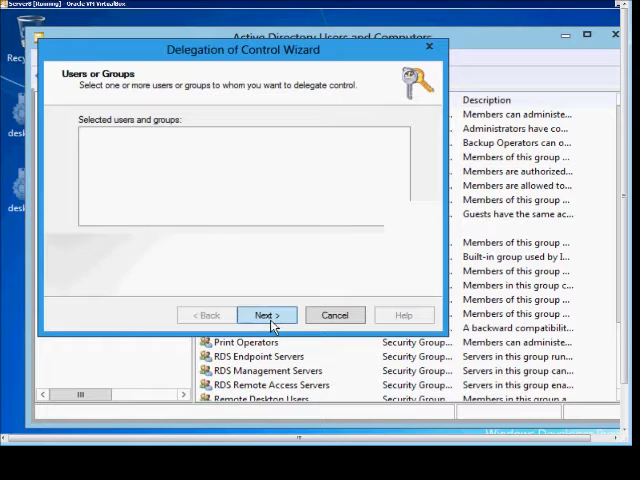 Server8 [Running] - Oracle VM VirtualBox
Active Directory Users and Computers
Delegation of Control Wizard
Users or Groups
Select one or more users or groups to whom you want to delegate control.
Selected users and groups:
< Back
Next >
Cancel
Help
Description
Members can administe...
Administrators have co...
Backup Operators can o...
Members of this group ...
Members are authorized...
Members are allowed to
Members of this group ...
Guests have the same ac...
Members of this group ...
Built-in group used by I...
Members of this group ...
Members in this group c...
Members of this group ...
A backward compatibilit...
Print Operators Security Group... Members can administe...
RDS Endpoint Servers Security Group... Servers in this group run...
RDS Management Servers Security Group... Servers in this group can...
RDS Remote Access Servers Security Group... Servers in this group ena...
Remote Desktop Users Security Group... Members in this group a...